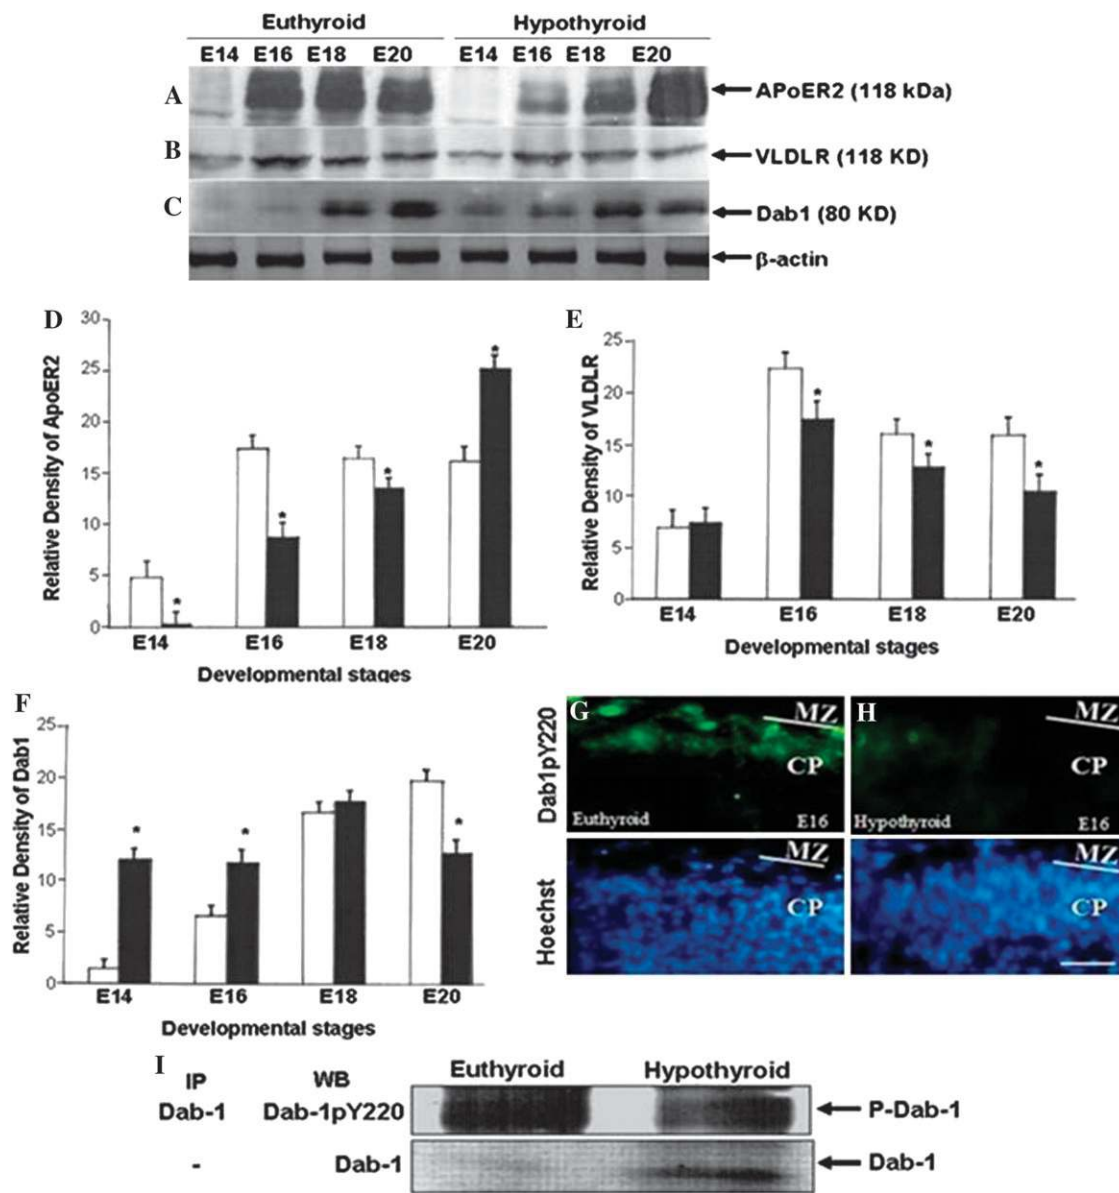 Euthyroid Hypothyroid
E14 E16 E18 E20 E14 E16 E18 E20
A APoER2 (118 kDa)
B VLDLR (118 KD)
C Dab1 (80 KD)
β-actin
D
Relative Density of ApoER2
30
25
20
15
10
5
0
* * * *
E14 E16 E18 E20
Developmental stages
E
Relative Density of VLDLR
25
20
15
10
5
0
* * *
E14 E16 E18 E20
Developmental stages
F
Relative Density of Dab1
25
20
15
10
5
0
* * *
E14 E16 E18 E20
Developmental stages
Dab1pY220
G MZ
CP
Euthyroid E16
H MZ
CP
Hypothyroid E16
Hoechst
MZ
CP
MZ
CP
I
IP WB Euthyroid Hypothyroid
Dab-1 Dab-1pY220 P-Dab-1
- Dab-1 Dab-1